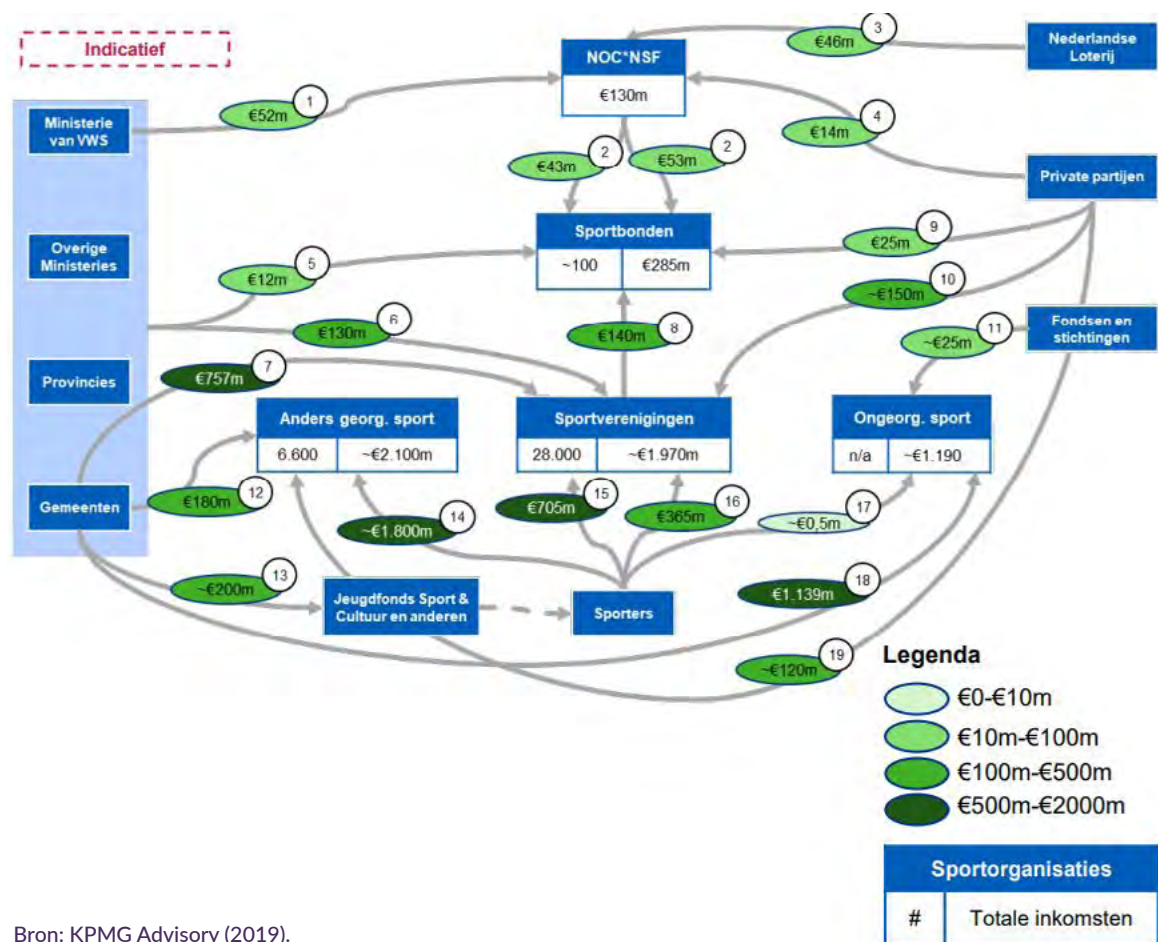 Indicatief
3
€46m
Nederlandse
Loterij
NOC*NSF
€130m
1
€52m
Ministerie
van VWS
4
€14m
2
€43m
2
€53m
Private partijen
Sportbonden
~100
€285m
9
€25m
Overige
Ministeries
5
€12m
10
~€150m
6
€130m
8
€140m
11
~€25m
Fondsen en
stichtingen
7
€757m
Provincies
Anders georg. sport
6.600
~€2.100m
Sportverenigingen
28.000
~€1.970m
Ongeorg. sport
n/a
~€1.190
Gemeenten
12
€180m
14
~€1.800m
15
€705m
16
€365m
17
~€0,5m
13
~€200m
Jeugdfonds Sport &
Cultuur en anderen
Sporters
18
€1.139m
19
~€120m
Legenda
€0-€10m
€10m-€100m
€100m-€500m
€500m-€2000m
Sportorganisaties
#
Totale inkomsten
Bron: KPMG Advisory (2019).